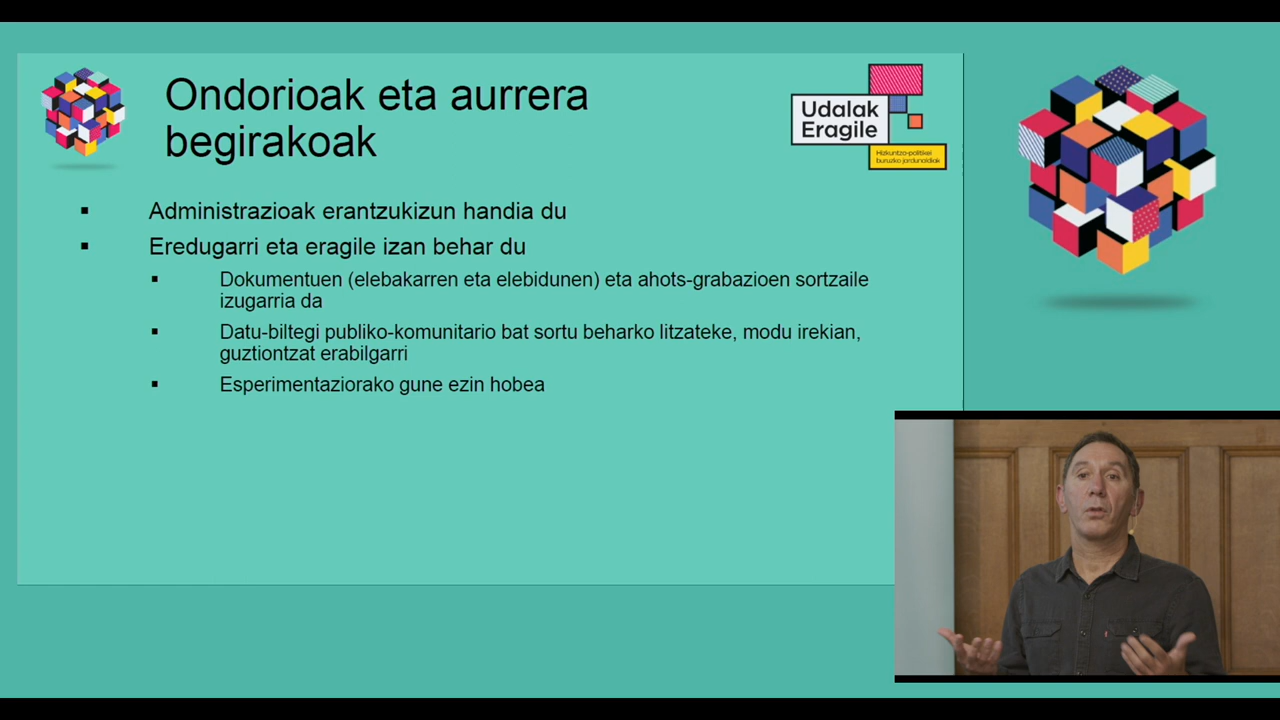 Ondorioak eta aurrera
begirakoak
Udalak
Eragile
Hizkuntza-politikei
buruzko jardunaldiak
▪ Administrazioak erantzukizun handia du
▪ Eredugarri eta eragile izan behar du
▪ Dokumentuen (elebakarren eta elebidunen) eta ahots-grabazioen sortzaile
izugarria da
▪ Datu-biltegi publiko-komunitario bat sortu beharko litzateke, modu irekian,
guztiontzat erabilgarri
▪ Esperimentaziorako gune ezin hobea